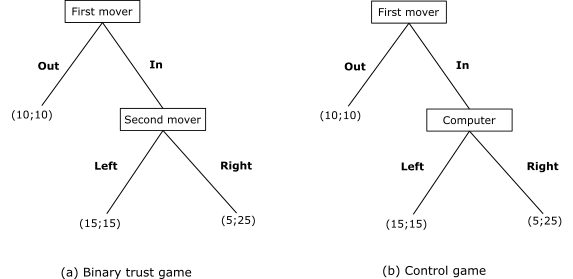 First mover
Out
In
(10;10)
Second mover
Left
Right
(15;15)
(5;25)
(a) Binary trust game
First mover
Out
In
(10;10)
Computer
Left
Right
(15;15)
(5;25)
(b) Control game